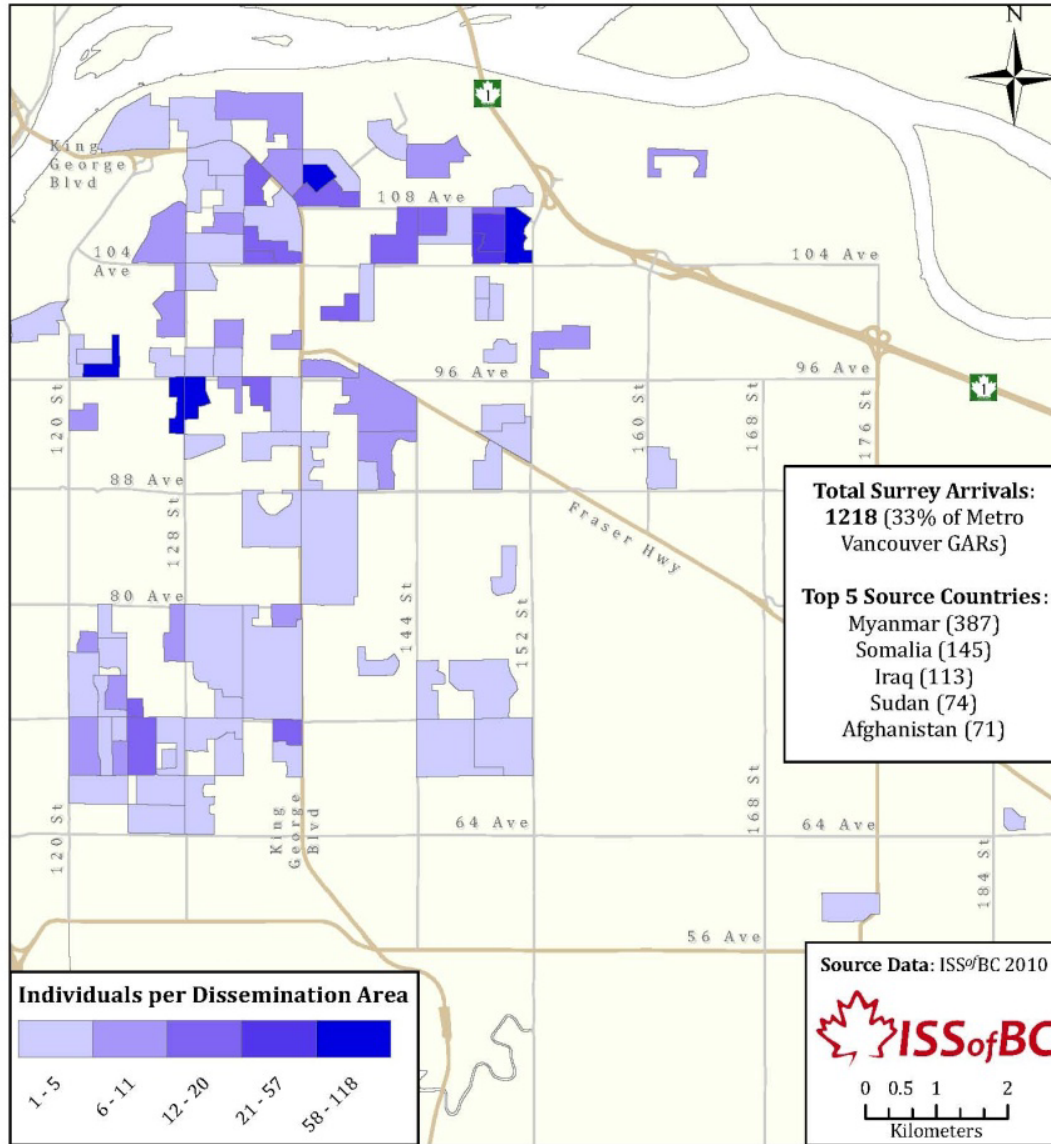 N
1
King
George
Blvd
108 Ave
104
Ave
104 Ave
96 Ave
96 Ave
1
120 St
160 St
168 St
176 St
88 Ave
128 St
Fraser Hwy
Total Surrey Arrivals:
1218 (33% of Metro
Vancouver GARs)
Top 5 Source Countries:
Myanmar (387)
Somalia (145)
Iraq (113)
Sudan (74)
Afghanistan (71)
80 Ave
144 St
152 St
120 St
King
George
Blvd
64 Ave
168 St
64 Ave
184 St
56 Ave
Individuals per Dissemination Area
1 - 5
6 - 11
12 - 20
21 - 57
58 - 118
Source Data: ISSofBC 2010
ISSofBC
0 0.5 1 2
Kilometers